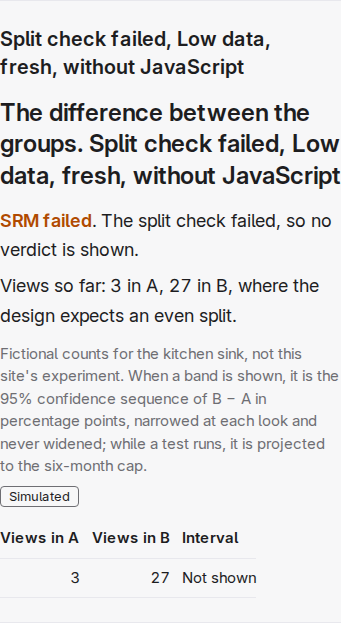 Split check failed, Low data,
fresh, without JavaScript
The difference between the
groups. Split check failed, Low
data, fresh, without JavaScript
SRM failed. The split check failed, so no
verdict is shown.
Views so far: 3 in A, 27 in B, where the
design expects an even split.
Fictional counts for the kitchen sink, not this
site's experiment. When a band is shown, it is the
95% confidence sequence of B − A in
percentage points, narrowed at each look and
never widened; while a test runs, it is projected
to the six-month cap.
Simulated
Views in A Views in B Interval
3 27 Not shown